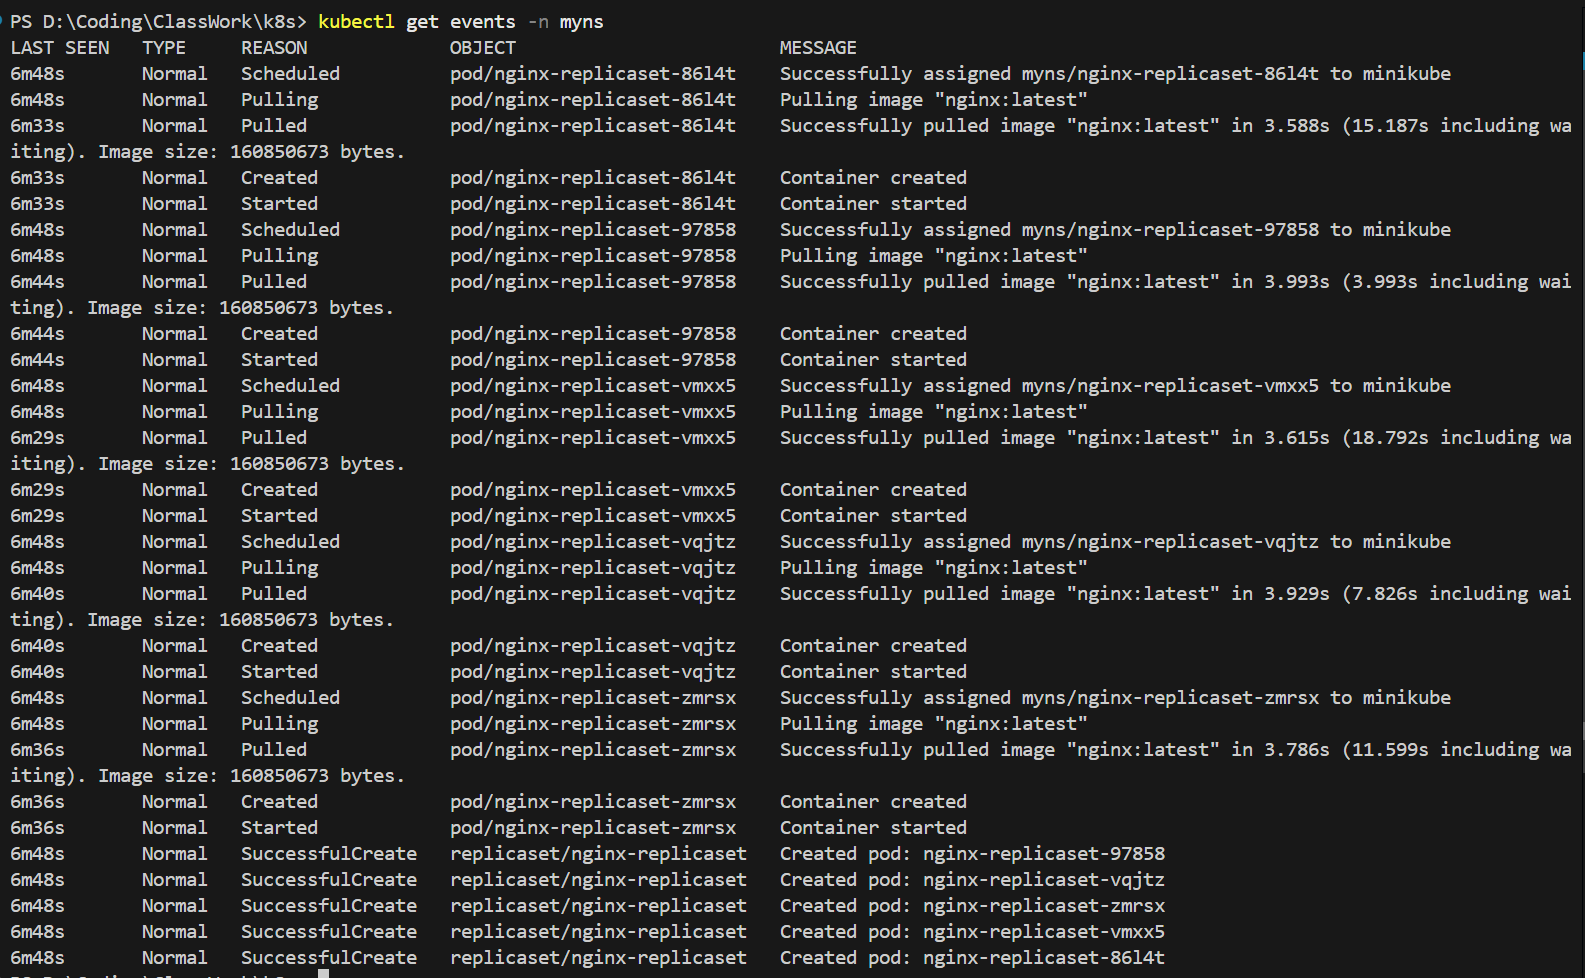 PS D:\Coding\ClassWork\k8s> kubectl get events -n myns
LAST SEEN   TYPE     REASON             OBJECT                        MESSAGE
6m48s       Normal   Scheduled          pod/nginx-replicaset-86l4t    Successfully assigned myns/nginx-replicaset-86l4t to minikube
6m48s       Normal   Pulling            pod/nginx-replicaset-86l4t    Pulling image "nginx:latest"
6m33s       Normal   Pulled             pod/nginx-replicaset-86l4t    Successfully pulled image "nginx:latest" in 3.588s (15.187s including wa
iting). Image size: 160850673 bytes.
6m33s       Normal   Created            pod/nginx-replicaset-86l4t    Container created
6m33s       Normal   Started            pod/nginx-replicaset-86l4t    Container started
6m48s       Normal   Scheduled          pod/nginx-replicaset-97858    Successfully assigned myns/nginx-replicaset-97858 to minikube
6m48s       Normal   Pulling            pod/nginx-replicaset-97858    Pulling image "nginx:latest"
6m44s       Normal   Pulled             pod/nginx-replicaset-97858    Successfully pulled image "nginx:latest" in 3.993s (3.993s including wai
ting). Image size: 160850673 bytes.
6m44s       Normal   Created            pod/nginx-replicaset-97858    Container created
6m44s       Normal   Started            pod/nginx-replicaset-97858    Container started
6m48s       Normal   Scheduled          pod/nginx-replicaset-vmxx5    Successfully assigned myns/nginx-replicaset-vmxx5 to minikube
6m48s       Normal   Pulling            pod/nginx-replicaset-vmxx5    Pulling image "nginx:latest"
6m29s       Normal   Pulled             pod/nginx-replicaset-vmxx5    Successfully pulled image "nginx:latest" in 3.615s (18.792s including wa
iting). Image size: 160850673 bytes.
6m29s       Normal   Created            pod/nginx-replicaset-vmxx5    Container created
6m29s       Normal   Started            pod/nginx-replicaset-vmxx5    Container started
6m48s       Normal   Scheduled          pod/nginx-replicaset-vqjtz    Successfully assigned myns/nginx-replicaset-vqjtz to minikube
6m48s       Normal   Pulling            pod/nginx-replicaset-vqjtz    Pulling image "nginx:latest"
6m40s       Normal   Pulled             pod/nginx-replicaset-vqjtz    Successfully pulled image "nginx:latest" in 3.929s (7.826s including wai
ting). Image size: 160850673 bytes.
6m40s       Normal   Created            pod/nginx-replicaset-vqjtz    Container created
6m40s       Normal   Started            pod/nginx-replicaset-vqjtz    Container started
6m48s       Normal   Scheduled          pod/nginx-replicaset-zmrsx    Successfully assigned myns/nginx-replicaset-zmrsx to minikube
6m48s       Normal   Pulling            pod/nginx-replicaset-zmrsx    Pulling image "nginx:latest"
6m36s       Normal   Pulled             pod/nginx-replicaset-zmrsx    Successfully pulled image "nginx:latest" in 3.786s (11.599s including wa
iting). Image size: 160850673 bytes.
6m36s       Normal   Created            pod/nginx-replicaset-zmrsx    Container created
6m36s       Normal   Started            pod/nginx-replicaset-zmrsx    Container started
6m48s       Normal   SuccessfulCreate   replicaset/nginx-replicaset   Created pod: nginx-replicaset-97858
6m48s       Normal   SuccessfulCreate   replicaset/nginx-replicaset   Created pod: nginx-replicaset-vqjtz
6m48s       Normal   SuccessfulCreate   replicaset/nginx-replicaset   Created pod: nginx-replicaset-zmrsx
6m48s       Normal   SuccessfulCreate   replicaset/nginx-replicaset   Created pod: nginx-replicaset-vmxx5
6m48s       Normal   SuccessfulCreate   replicaset/nginx-replicaset   Created pod: nginx-replicaset-86l4t